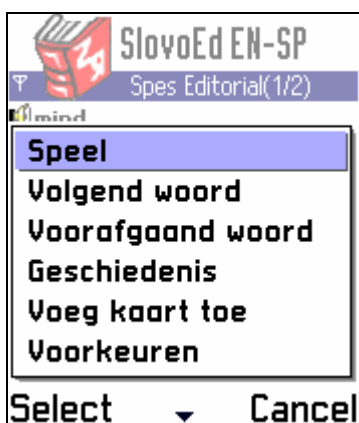 SlovoEd EN-SP
Spes Editorial(1/2)
mind
Speel
Volgend woord
Voorafgaand woord
Geschiedenis
Voeg kaart toe
Voorkeuren
Select
Cancel